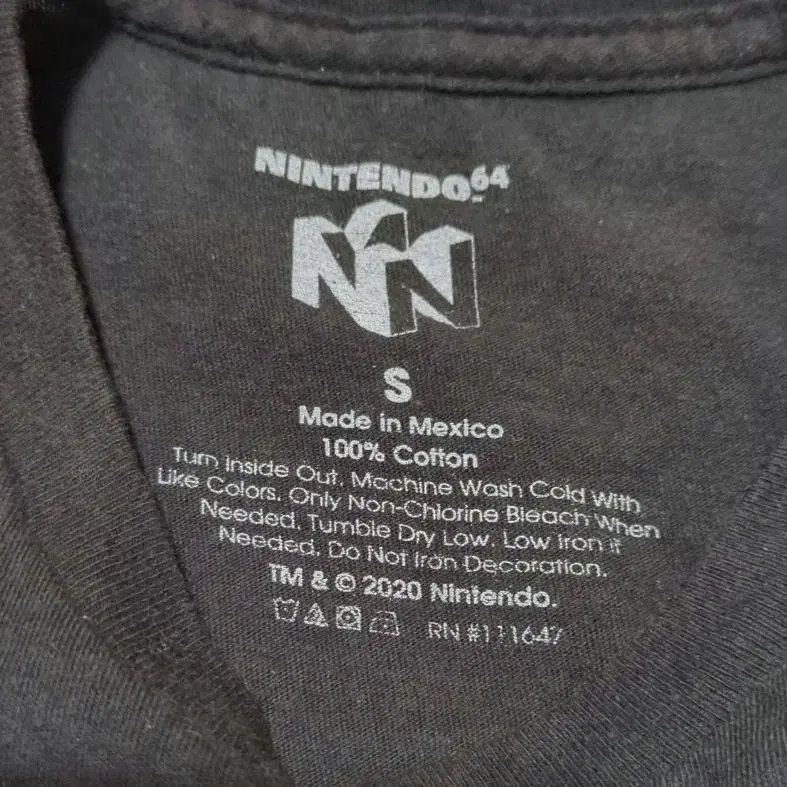 NINTENDO64
S
Made in Mexico
100% Cotton
Turn Inside Out. Machine Wash Cold With
Like Colors. Only Non-Chlorine Bleach When
Needed. Tumble Dry Low. Low Iron if
Needed. Do Not Iron Decoration.
TM & © 2020 Nintendo.
RN #111647